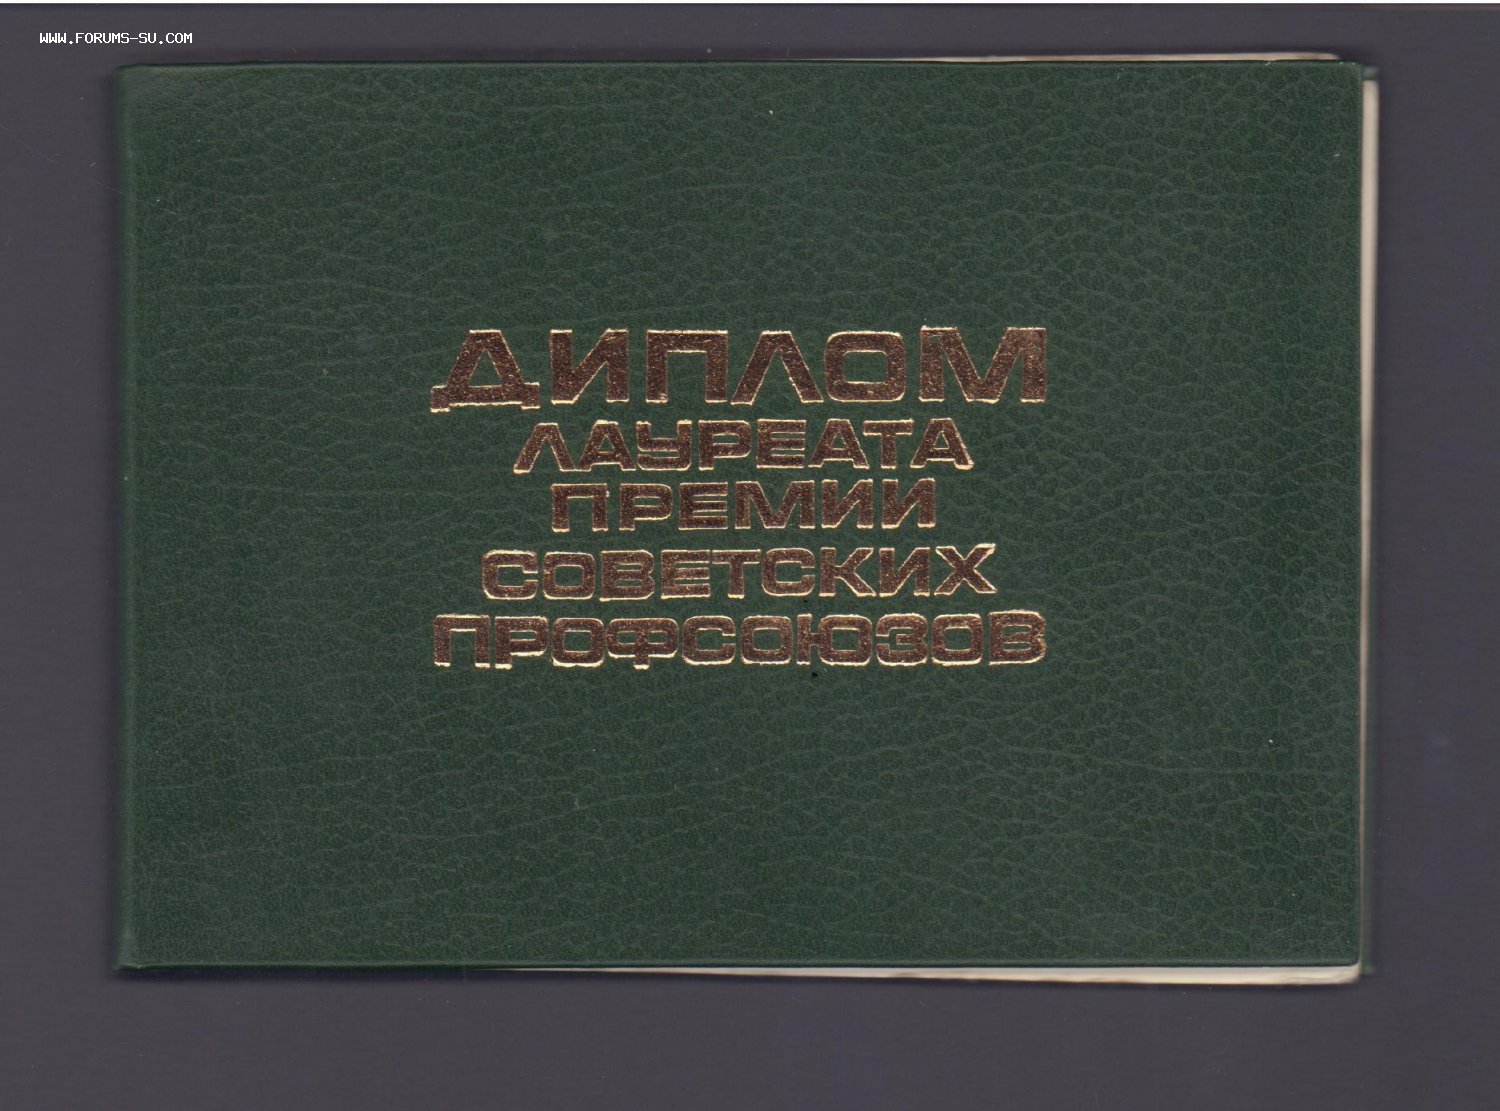 WWW.FORUMS-SU.COM
ДИПЛОМ
ЛАУРЕАТА
ПРЕМИИ
СОВЕТСКИХ
ПРОФСОЮЗОВ